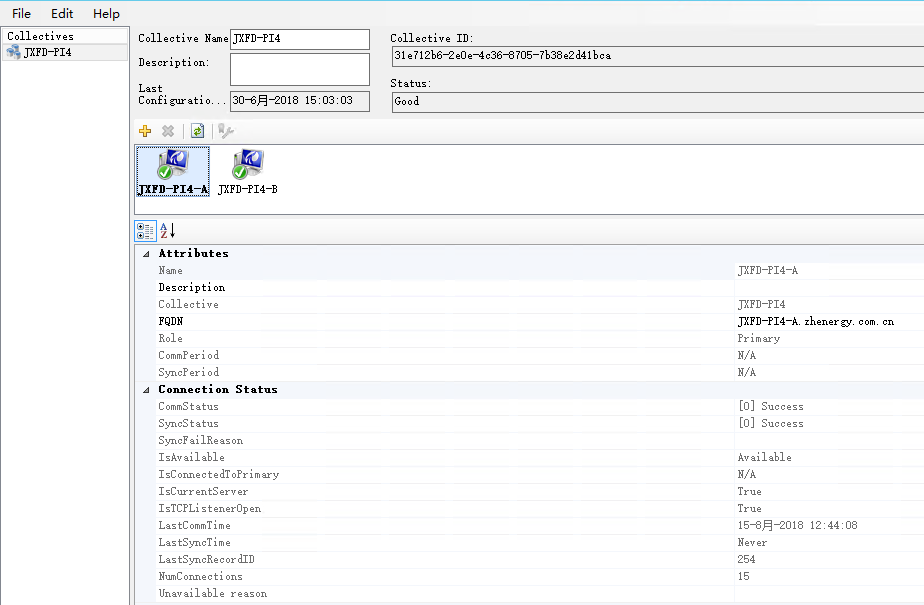 File Edit Help
Collectives
JXFD-PI4
Collective Name JXFD-PI4
Description:
Last
Configuratio... 30-6月-2018 15:03:03
Collective ID:
31e712b6-2e0e-4c36-8705-7b38e2d41bca
Status:
Good
JXFD-PI4-A JXFD-PI4-B
Attributes
Name JXFD-PI4-A
Description
Collective JXFD-PI4
FQDN JXFD-PI4-A.zhenergy.com.cn
Role Primary
CommPeriod N/A
SyncPeriod N/A
Connection Status
CommStatus [0] Success
SyncStatus [0] Success
SyncFailReason
IsAvailable Available
IsConnectedToPrimary N/A
IsCurrentServer True
IsTCPListenerOpen True
LastCommTime 15-8月-2018 12:44:08
LastSyncTime Never
LastSyncRecordID 254
NumConnections 15
Unavailable reason